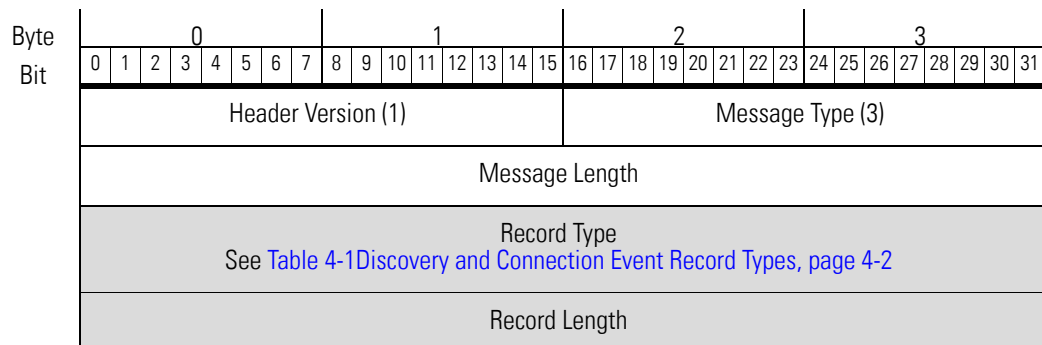 Byte 0 1 2 3
Bit 0 1 2 3 4 5 6 7 8 9 10 11 12 13 14 15 16 17 18 19 20 21 22 23 24 25 26 27 28 29 30 31
Header Version (1) Message Type (3)
Message Length
Record Type
See Table 4-1Discovery and Connection Event Record Types, page 4-2
Record Length